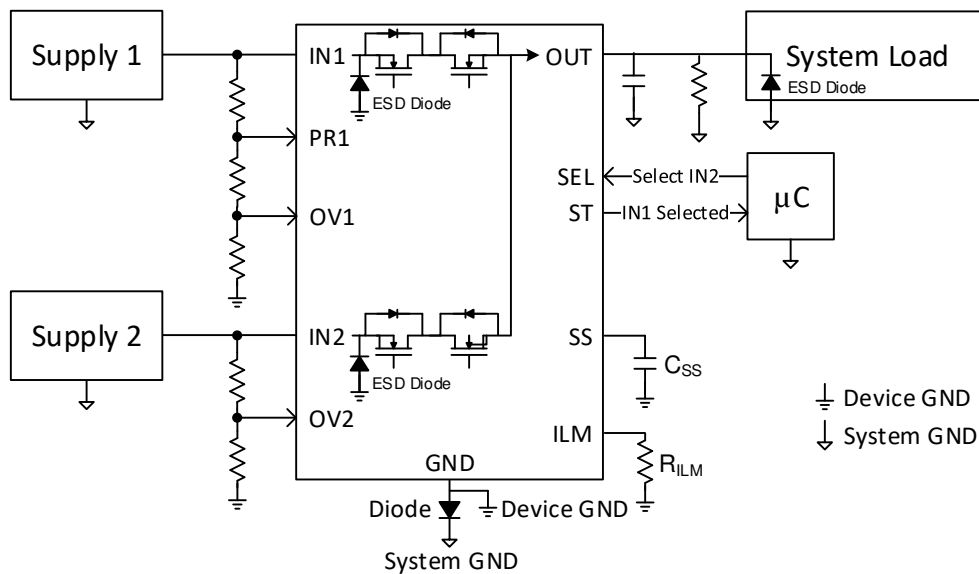 Supply 1
IN1
ESD Diode
OUT
System Load
ESD Diode
PR1
SEL
Select IN2
μC
OV1
ST
IN1 Selected
Supply 2
IN2
ESD Diode
SS
CSS
OV2
ILM
RILM
Device GND
System GND
GND
Diode
Device GND
System GND